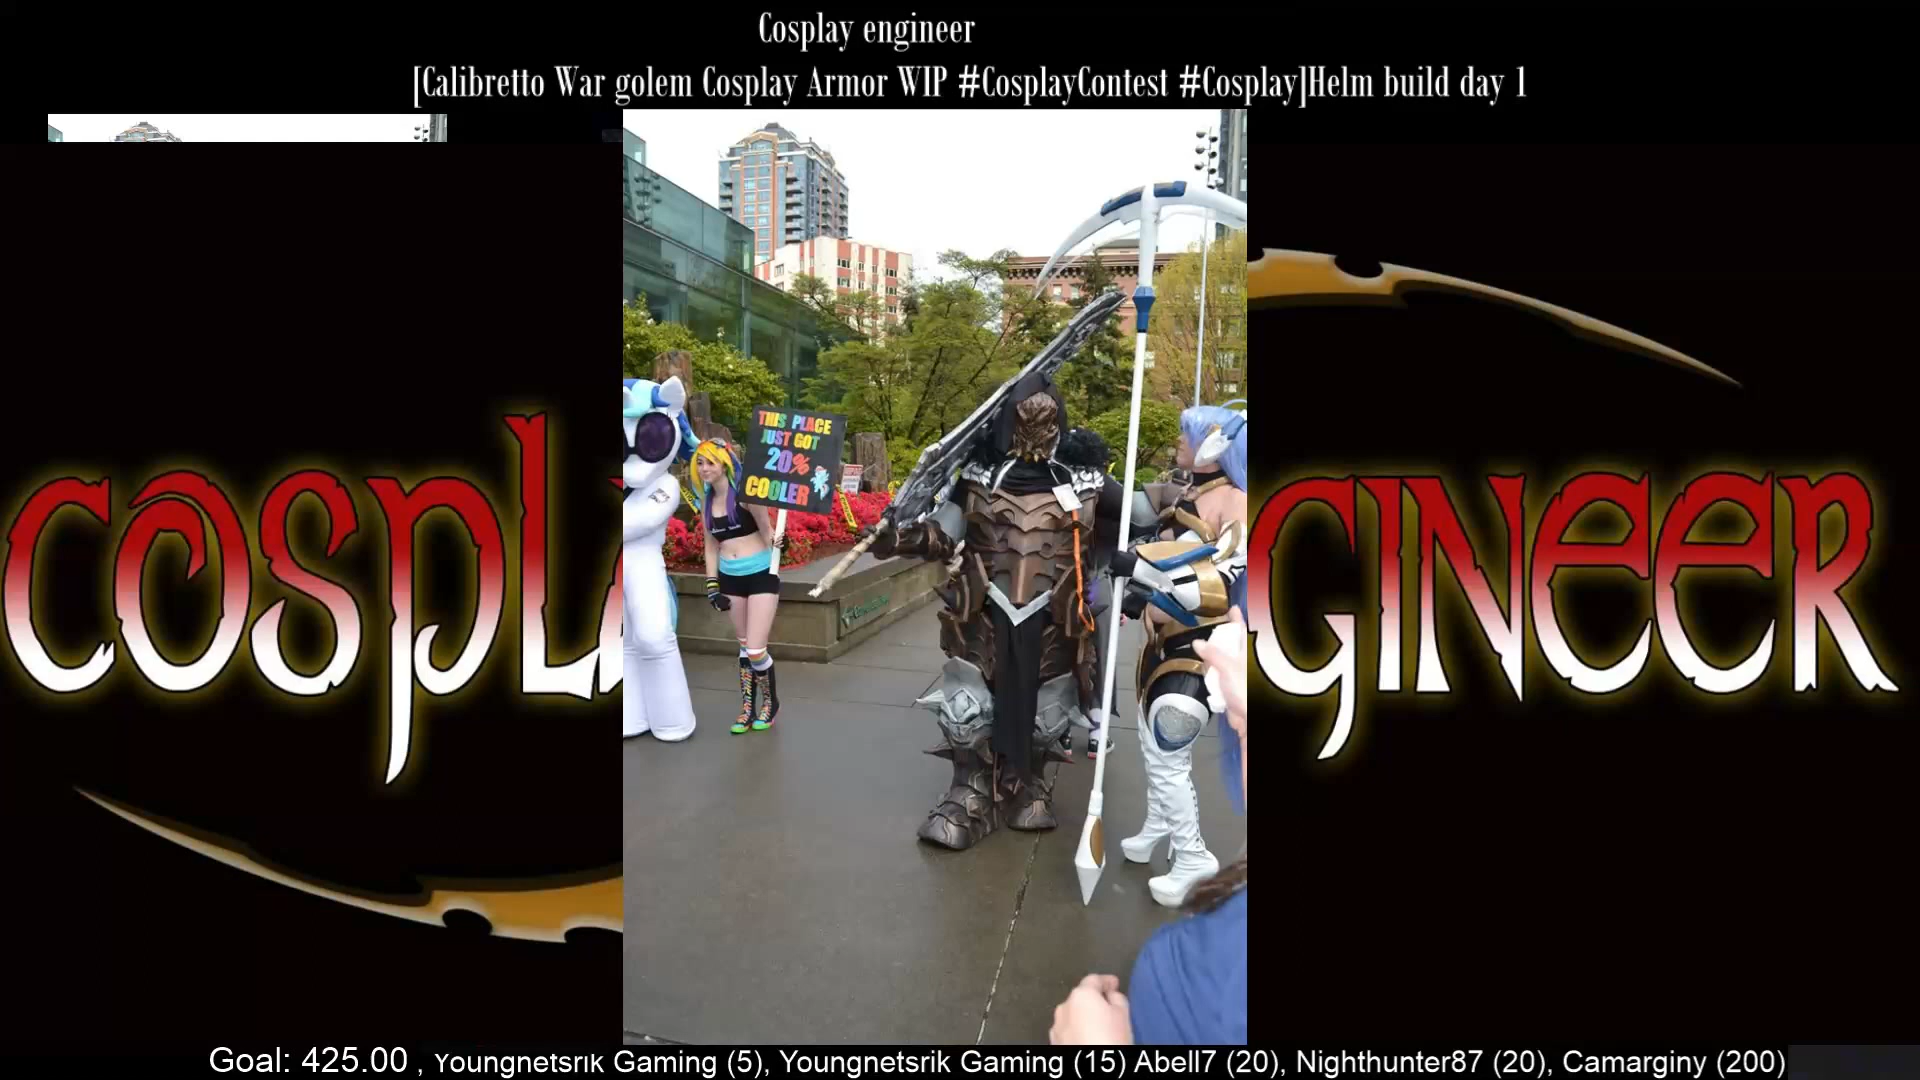 Cosplay engineer
[Calibretto War golem Cosplay Armor WIP #CosplayContest #Cosplay]Helm build day 1
THIS PLACE
JUST GOT
20%
COOLER
COSPL
GINEER
Goal: 425.00 , Youngnetsrik Gaming (5), Youngnetsrik Gaming (15) Abell7 (20), Nighthunter87 (20), Camarginy (200)